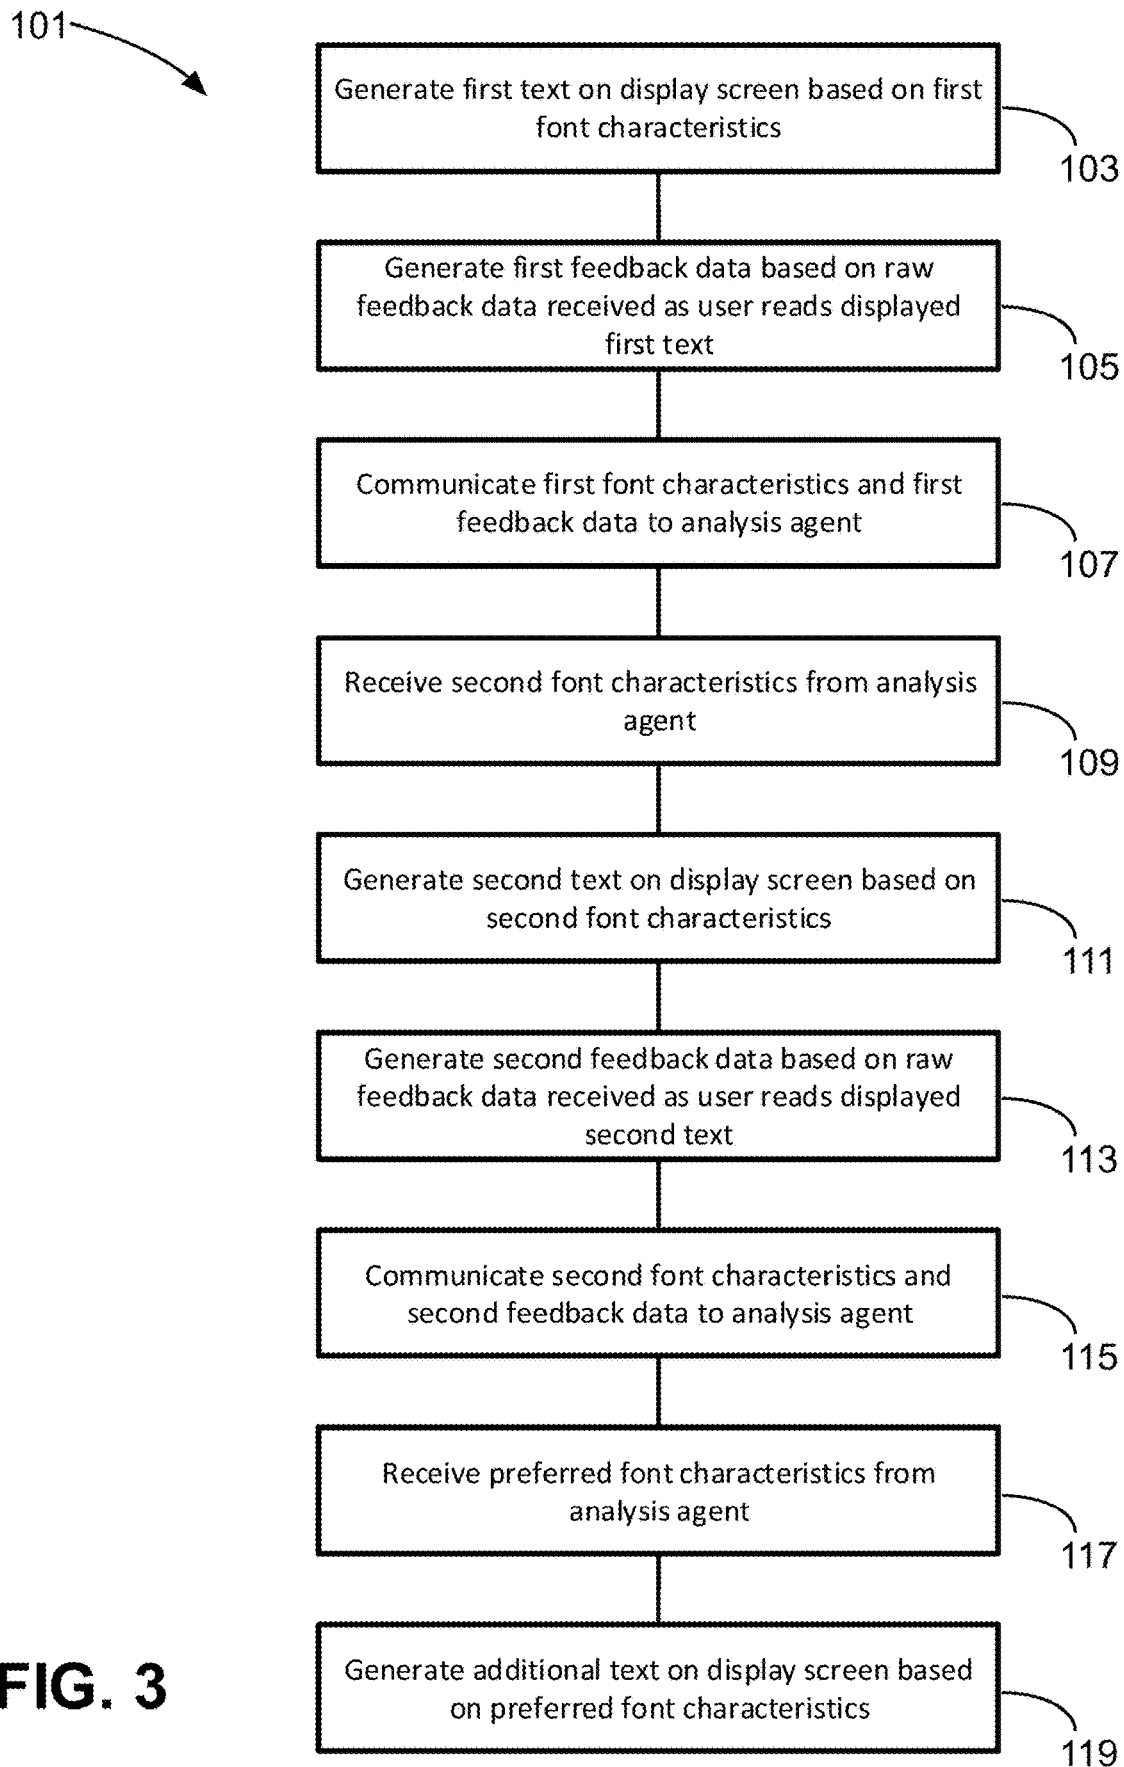 101
Generate first text on display screen based on first
font characteristics
103
Generate first feedback data based on raw
feedback data received as user reads displayed
first text
105
Communicate first font characteristics and first
feedback data to analysis agent
107
Receive second font characteristics from analysis
agent
109
Generate second text on display screen based on
second font characteristics
111
Generate second feedback data based on raw
feedback data received as user reads displayed
second text
113
Communicate second font characteristics and
second feedback data to analysis agent
115
Receive preferred font characteristics from
analysis agent
117
Generate additional text on display screen based
on preferred font characteristics
119
FIG. 3